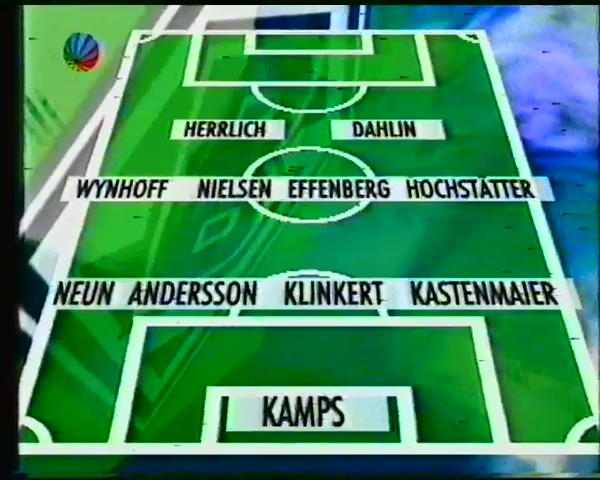 HERRLICH DAHLIN
WYNHOFF NIELSEN EFFENBERG HOCHSTÄTTER
NEUN ANDERSSON KLINKERT KASTENMAIER
KAMPS